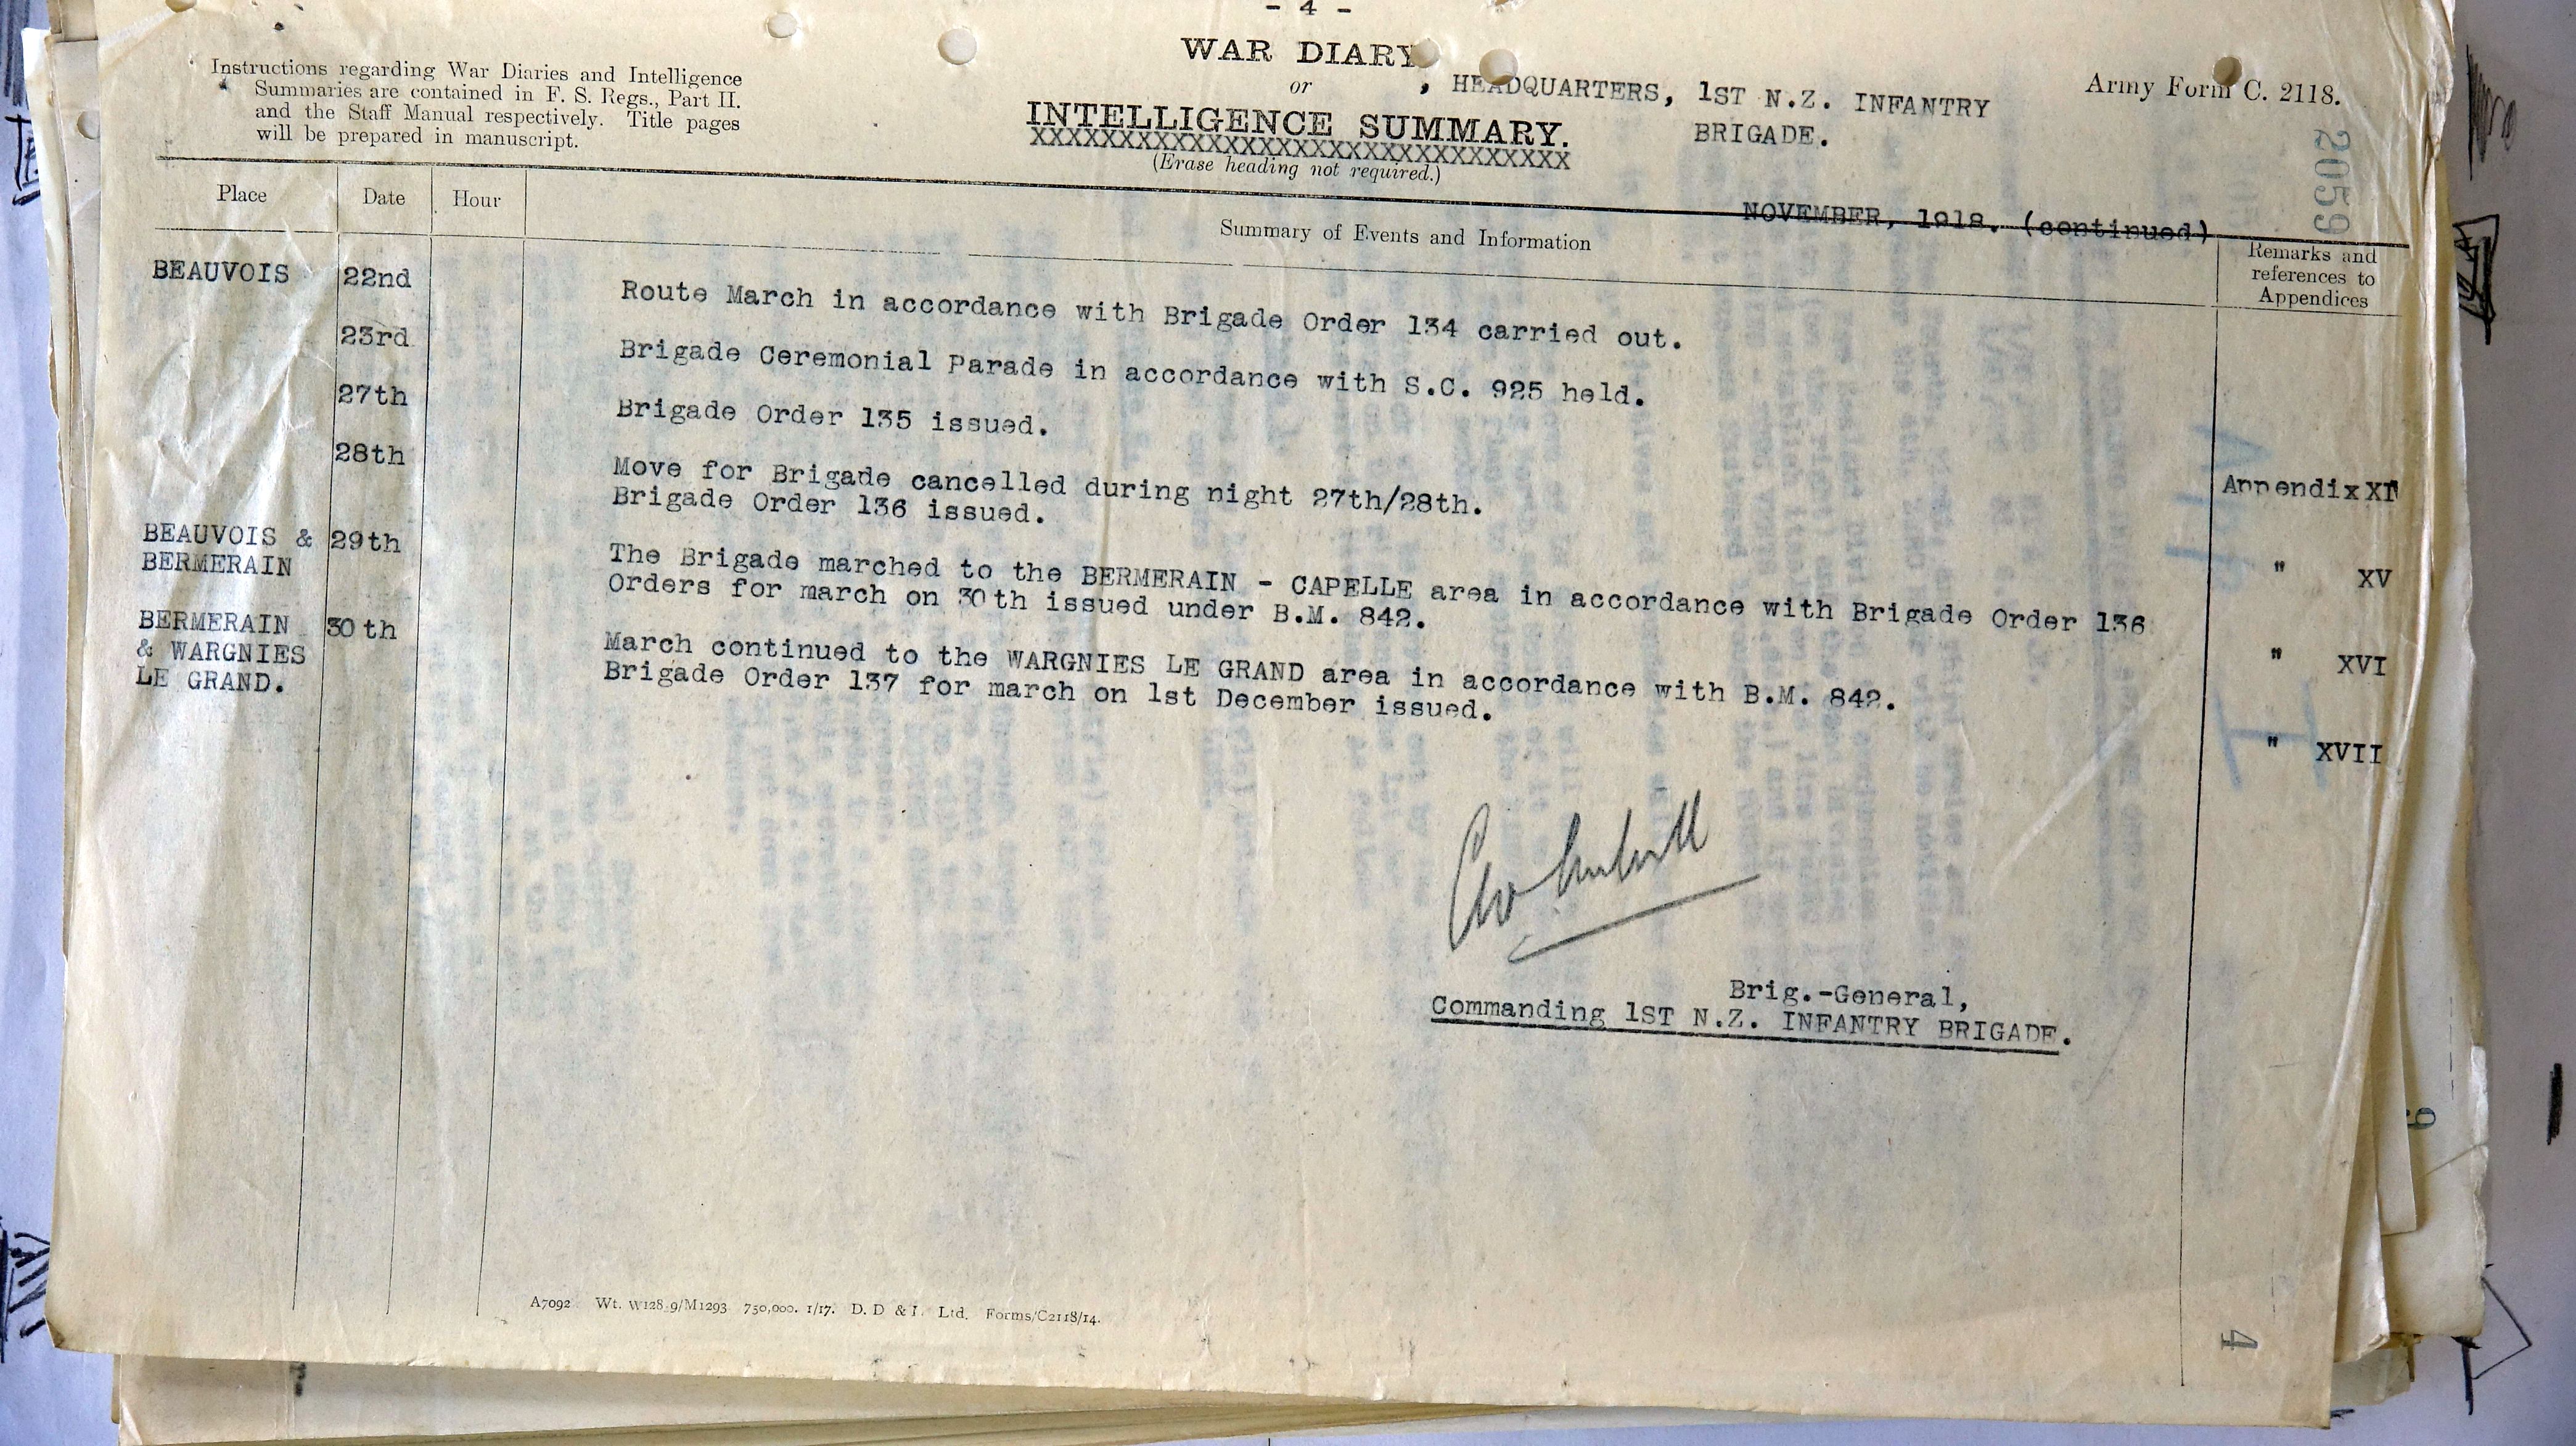 - 4 -
WAR DIARY
or
INTELLIGENCE SUMMARY.
XXXXXXXXXXXXXXXXXXXXXXXXXXXXXX
(Erase heading not required.)
, HEADQUARTERS, 1ST N.Z. INFANTRY
BRIGADE.
Army Form C. 2118.
2059
Instructions regarding War Diaries and Intelligence
Summaries are contained in F. S. Regs., Part II.
and the Staff Manual respectively. Title pages
will be prepared in manuscript.
NOVEMBER, 1918. (continued)
Place Date Hour Summary of Events and Information
Remarks and
references to
Appendices
BEAUVOIS 22nd Route March in accordance with Brigade Order 134 carried out.
23rd Brigade Ceremonial Parade in accordance with S.C. 925 held.
27th Brigade Order 135 issued.
Appendix
28th Move for Brigade cancelled during night 27th/28th.
Brigade Order 136 issued.
" XV
BEAUVOIS & 29th The Brigade marched to the BERMERAIN - CAPELLE area in accordance with Brigade Order 136
BERMERAIN Orders for march on 30th issued under B.M. 842.
" XVI
BERMERAIN 30th March continued to the WARGNIES LE GRAND area in accordance with B.M. 842.
& WARGNIES Brigade Order 137 for march on 1st December issued.
LE GRAND.
" XVII
Brig.-General,
Commanding 1ST N.Z. INFANTRY BRIGADE.
A7092 Wt. 750,000. 1/17. D. D & L. Ltd. Forms/C2118/14.
4
9